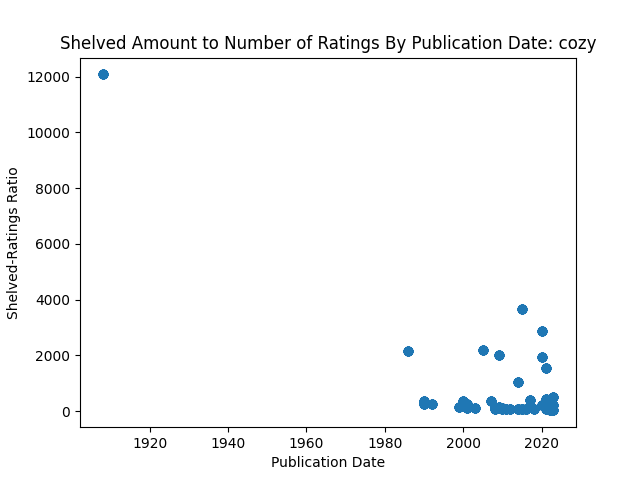 Shelved Amount to Number of Ratings By Publication Date: cozy
12000
10000
8000
6000
4000
2000
0
Shelved-Ratings Ratio
1920 1940 1960 1980 2000 2020
Publication Date